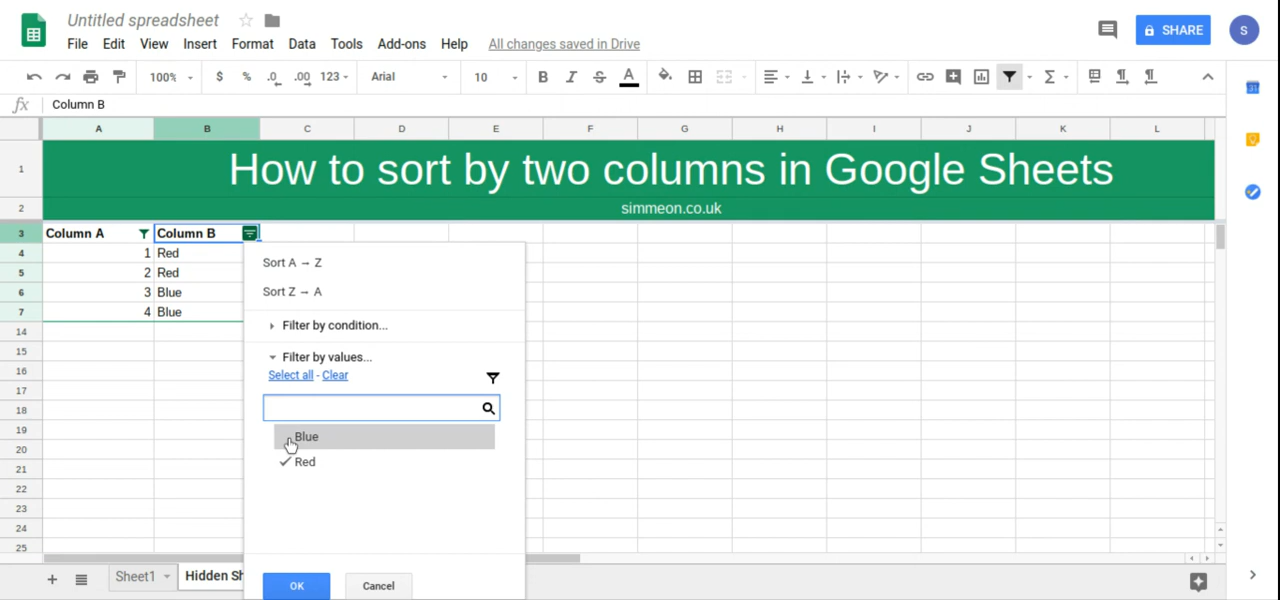 Untitled spreadsheet
File Edit View Insert Format Data Tools Add-ons Help All changes saved in Drive
SHARE
S
100% $ % .0 .00 123 Arial 10 B I S A Σ
fx Column B
A B C D E F G H I J K L
1 How to sort by two columns in Google Sheets
2 simmeon.co.uk
3 Column A Column B
4 1 Red
5 2 Red
6 3 Blue
7 4 Blue
14
15
16
17
18
19
20
21
22
23
24
25
Sort A → Z
Sort Z → A
Filter by condition...
Filter by values...
Select all - Clear
Blue
Red
OK Cancel
Sheet1 Hidden Sh
31